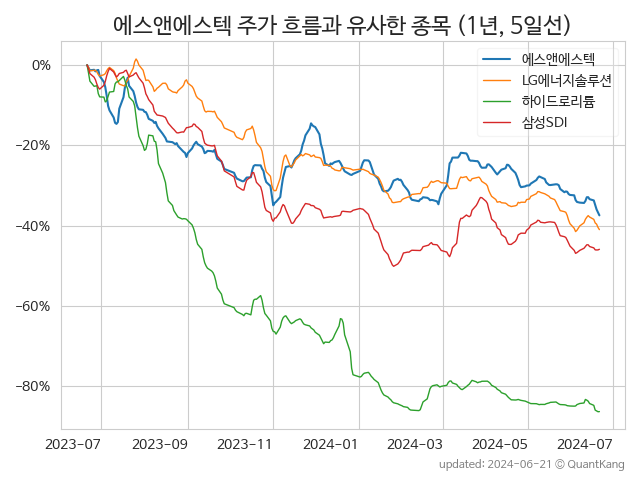 에스앤에스텍 주가 흐름과 유사한 종목 (1년, 5일선)
에스앤에스텍
LG에너지솔루션
하이드로리튬
삼성SDI
0%
−20%
−40%
−60%
−80%
2023-07 2023-09 2023-11 2024-01 2024-03 2024-05 2024-07
updated: 2024-06-21 © QuantKang